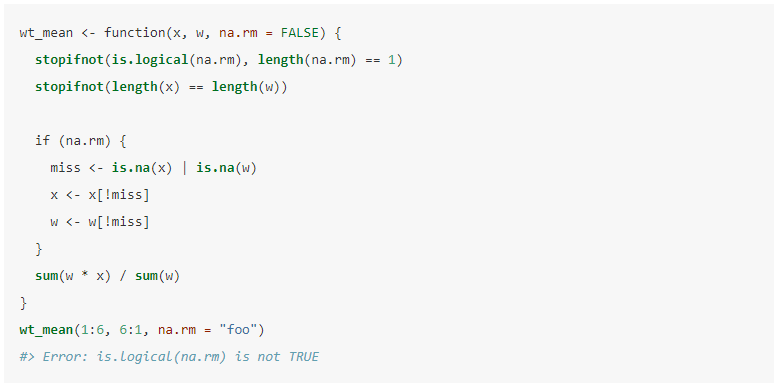 wt_mean <- function(x, w, na.rm = FALSE) {
  stopifnot(is.logical(na.rm), length(na.rm) == 1)
  stopifnot(length(x) == length(w))

  if (na.rm) {
    miss <- is.na(x) | is.na(w)
    x <- x[!miss]
    w <- w[!miss]
  }
  sum(w * x) / sum(w)
}
wt_mean(1:6, 6:1, na.rm = "foo")
#> Error: is.logical(na.rm) is not TRUE